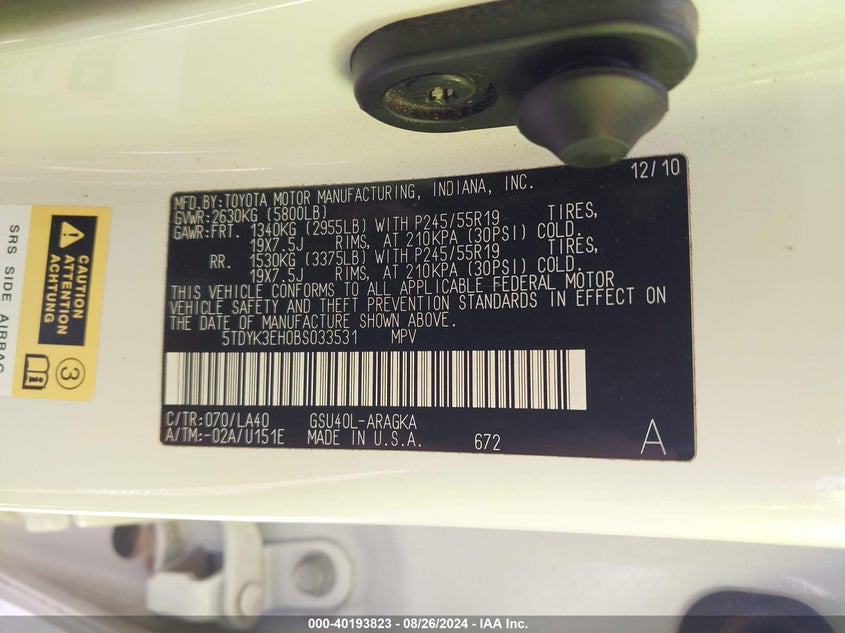 12/10
MFD.BY:TOYOTA MOTOR MANUFACTURING, INDIANA, INC.
GVWR:2630KG (5800LB)
GAWR:FRT. 1340KG (2955LB) WITH P245/55R19 TIRES,
19X7.5J RIMS, AT 210KPA (30PSI) COLD.
RR. 1530KG (3375LB) WITH P245/55R19 TIRES,
19X7.5J RIMS, AT 210KPA (30PSI) COLD.
THIS VEHICLE CONFORMS TO ALL APPLICABLE FEDERAL MOTOR
VEHICLE SAFETY AND THEFT PREVENTION STANDARDS IN EFFECT ON
THE DATE OF MANUFACTURE SHOWN ABOVE.
5TDYK3EH0BS033531 MPV
C/TR:070/LA40 GSU40L-ARAGKA
A/TM:-02A/U151E MADE IN U.S.A. 672
A
CAUTION
ATTENTION
ACHTUNG
3
SRS SIDE AIRBAG
000-40193823 - 08/26/2024 - IAA Inc.